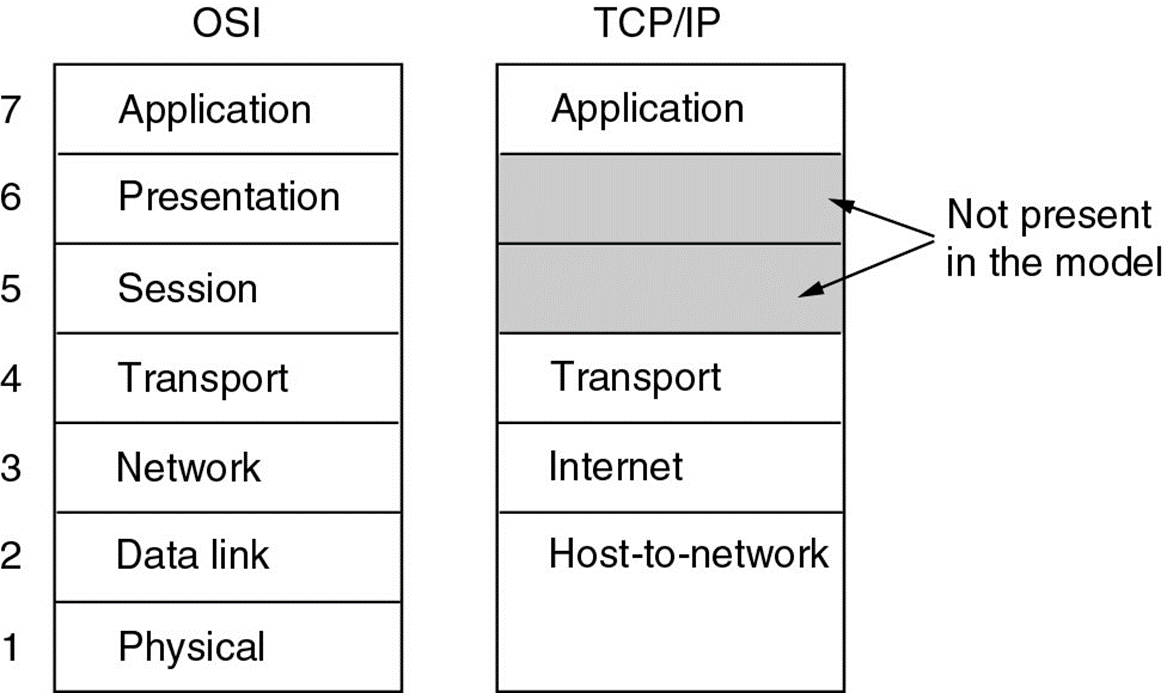 OSI TCP/IP
7 Application Application
6 Presentation
Not present
in the model
5 Session
4 Transport Transport
3 Network Internet
2 Data link Host-to-network
1 Physical